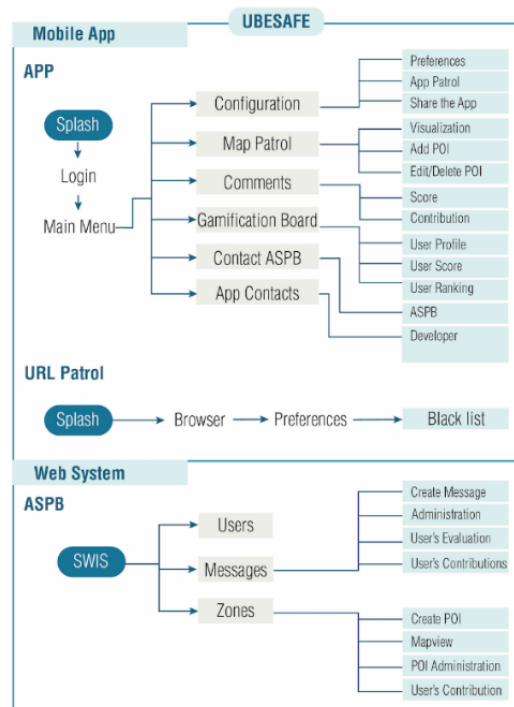 UBESAFE
Mobile App
APP
Splash
Login
Main Menu
Configuration
Map Patrol
Comments
Gamification Board
Contact ASPB
App Contacts
Preferences
App Patrol
Share the App
Visualization
Add POI
Edit/Delete POI
Score
Contribution
User Profile
User Score
User Ranking
ASPB
Developer
URL Patrol
Splash
Browser
Preferences
Black list
Web System
ASPB
SWIS
Users
Messages
Zones
Create Message
Administration
User's Evaluation
User's Contributions
Create POI
Mapview
POI Administration
User's Contribution